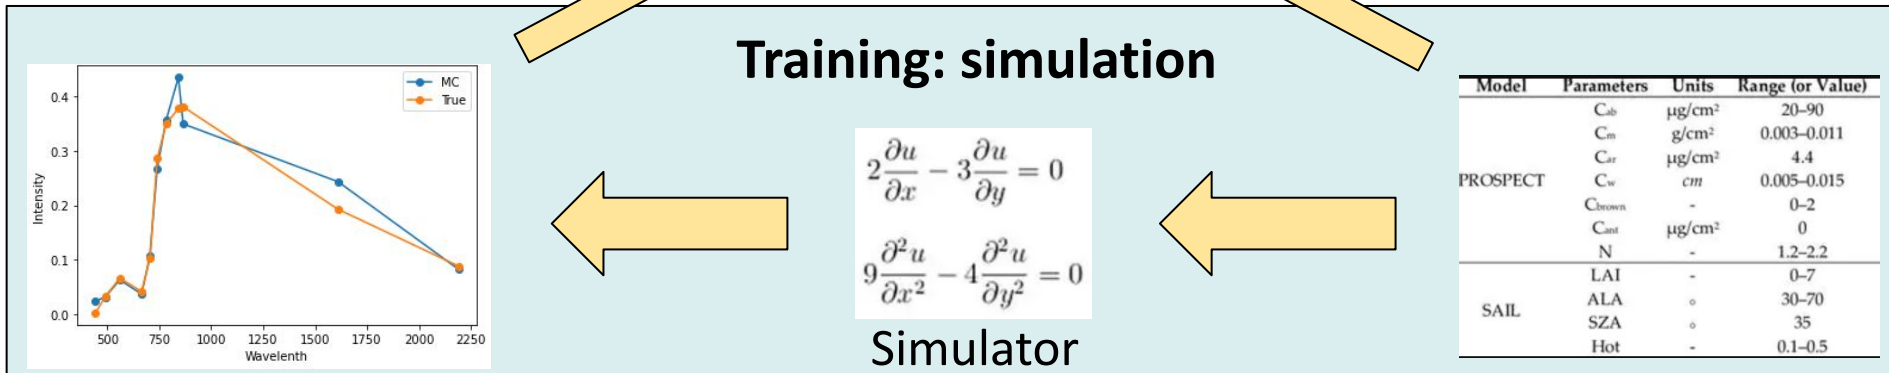 Training: simulation
MC
True
0.4
0.3
0.2
0.1
0.0
Intensity
500 750 1000 1250 1500 1750 2000 2250
Wavelenth
2∂u/∂x − 3∂u/∂y = 0
9∂²u/∂x² − 4∂²u/∂y² = 0
Simulator
Model Parameters Units Range (or Value)
PROSPECT
Cab µg/cm² 20–90
Cm g/cm² 0.003–0.011
Car µg/cm² 4.4
Cw cm 0.005–0.015
Cbrown - 0–2
Cant µg/cm² 0
N - 1.2–2.2
SAIL
LAI - 0–7
ALA ° 30–70
SZA ° 35
Hot - 0.1–0.5